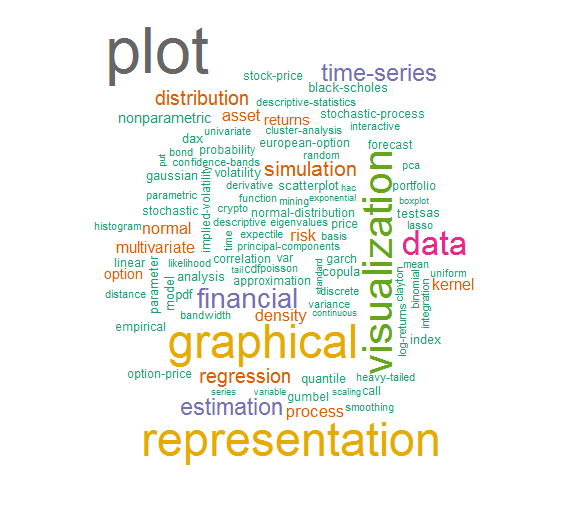 plot
stock-price
time-series
black-scholes
distribution
descriptive-statistics
nonparametric
asset
returns
stochastic-process
univariate
cluster-analysis
interactive
dax
probability
european-option
forecast
put
bond
confidence-bands
random
simulation
visualization
pca
gaussian
implied-volatility
volatility
derivative
scatterplot
hac
portfolio
parametric
function
mining
exponential
boxplot
stochastic
crypto
normal-distribution
test
sas
histogram
normal
descriptive
eigenvalues
price
lasso
time
expectile
risk
basis
data
multivariate
principal-components
linear
likelihood
correlation
var
garch
mean
option
parameter
model
analysis
tail
cdf
poisson
standard
copula
clayton
binomial
uniform
kernel
approximation
distance
pdf
financial
discrete
variance
integration
bandwidth
density
continuous
empirical
log-returns
index
graphical
option-price
regression
quantile
heavy-tailed
series
variable
scaling
call
gumbel
estimation
process
smoothing
representation